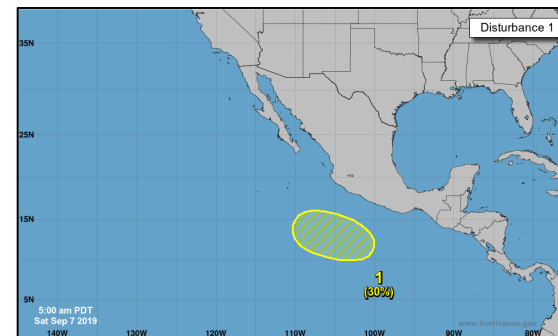 Disturbance 1
35N
25N
15N
1
(30%)
5N
5:00 am PDT
Sat Sep 7 2019
www.hurricanes.gov
140W 130W 120W 110W 100W 90W 80W